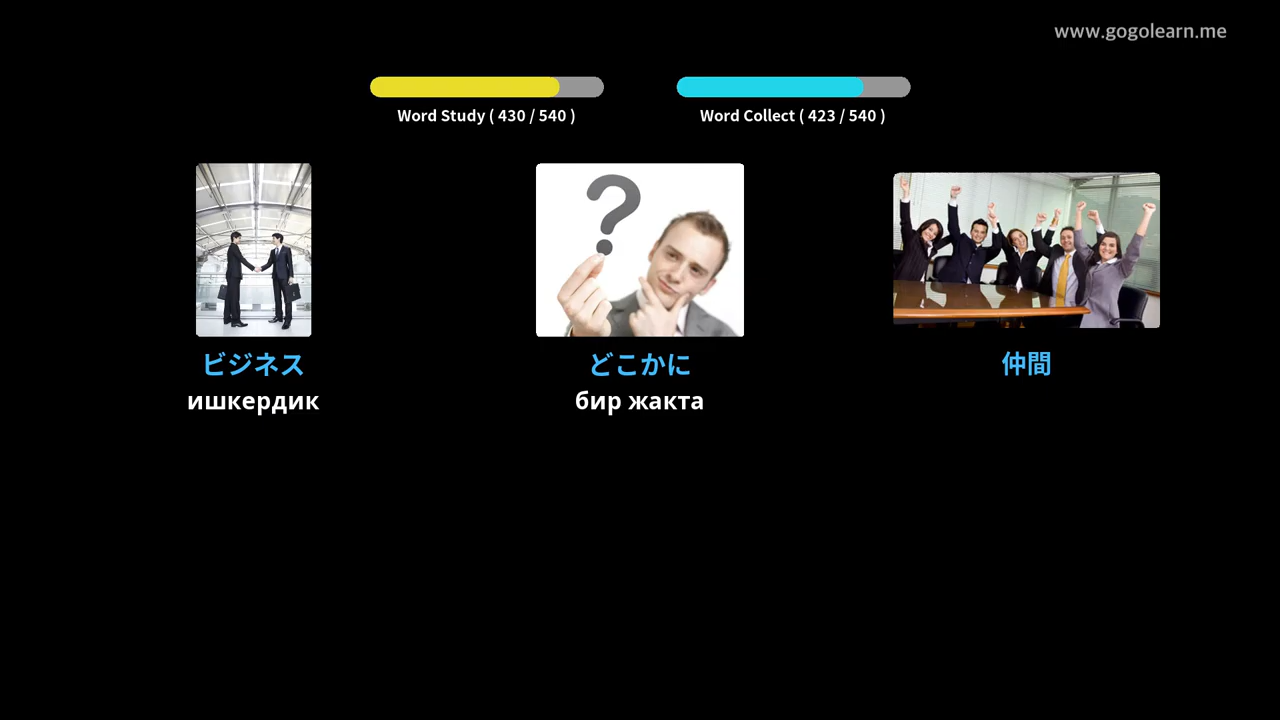 www.gogolearn.me
Word Study ( 430 / 540 )
Word Collect ( 423 / 540 )
ビジネス
どこかに
仲間
ишкердик
бир жакта